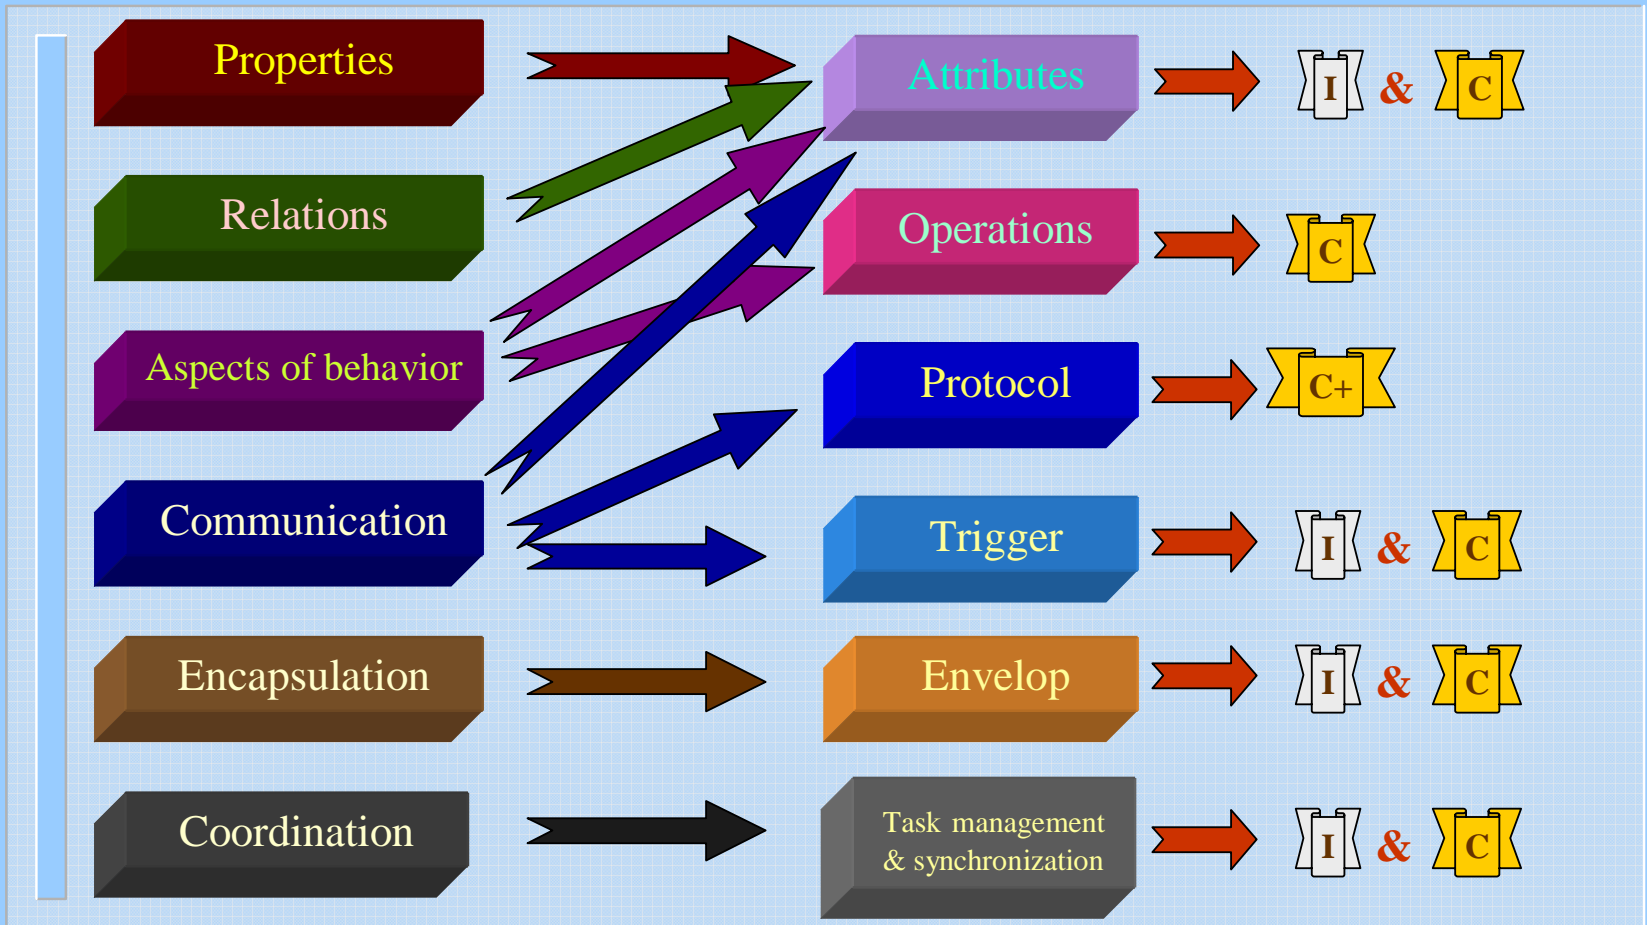 Properties
Attributes
I & C
Relations
Operations
C
Aspects of behavior
Protocol
C+
Communication
Trigger
I & C
Encapsulation
Envelop
I & C
Coordination
Task management
& synchronization
I & C